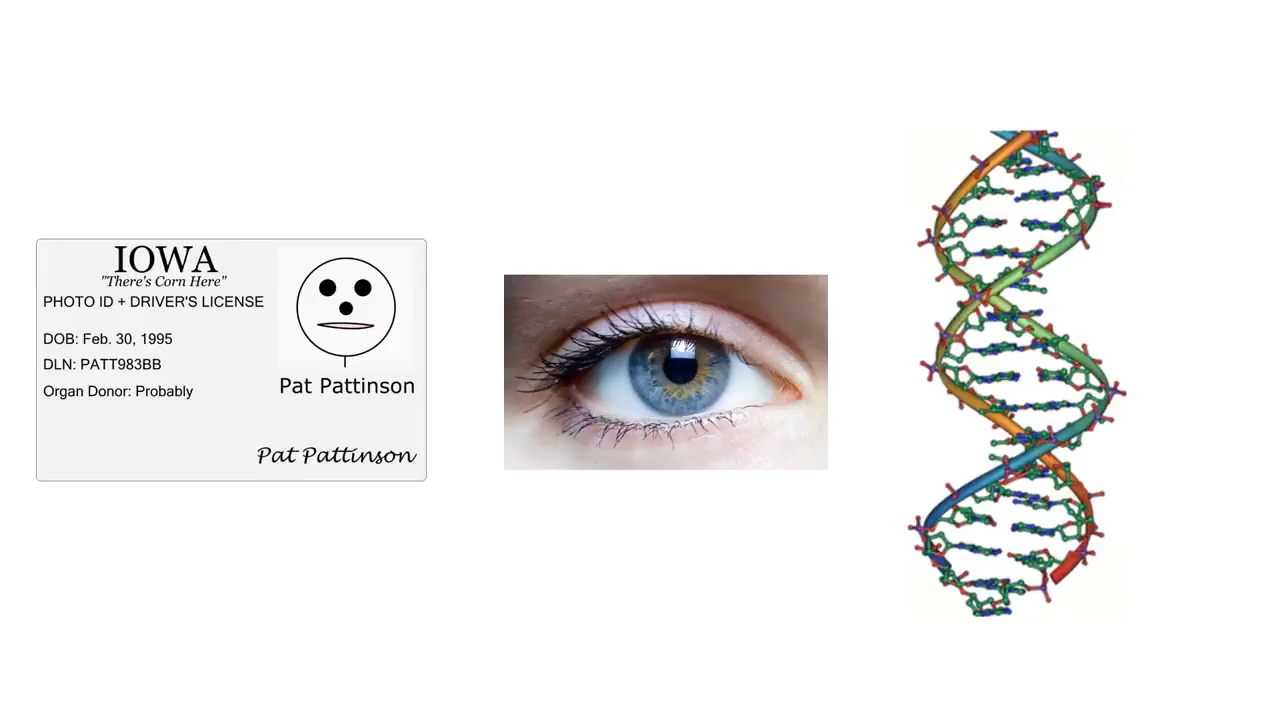 IOWA
"There's Corn Here"
PHOTO ID + DRIVER'S LICENSE
DOB: Feb. 30, 1995
DLN: PATT983BB
Organ Donor: Probably
Pat Pattinson
Pat Pattinson